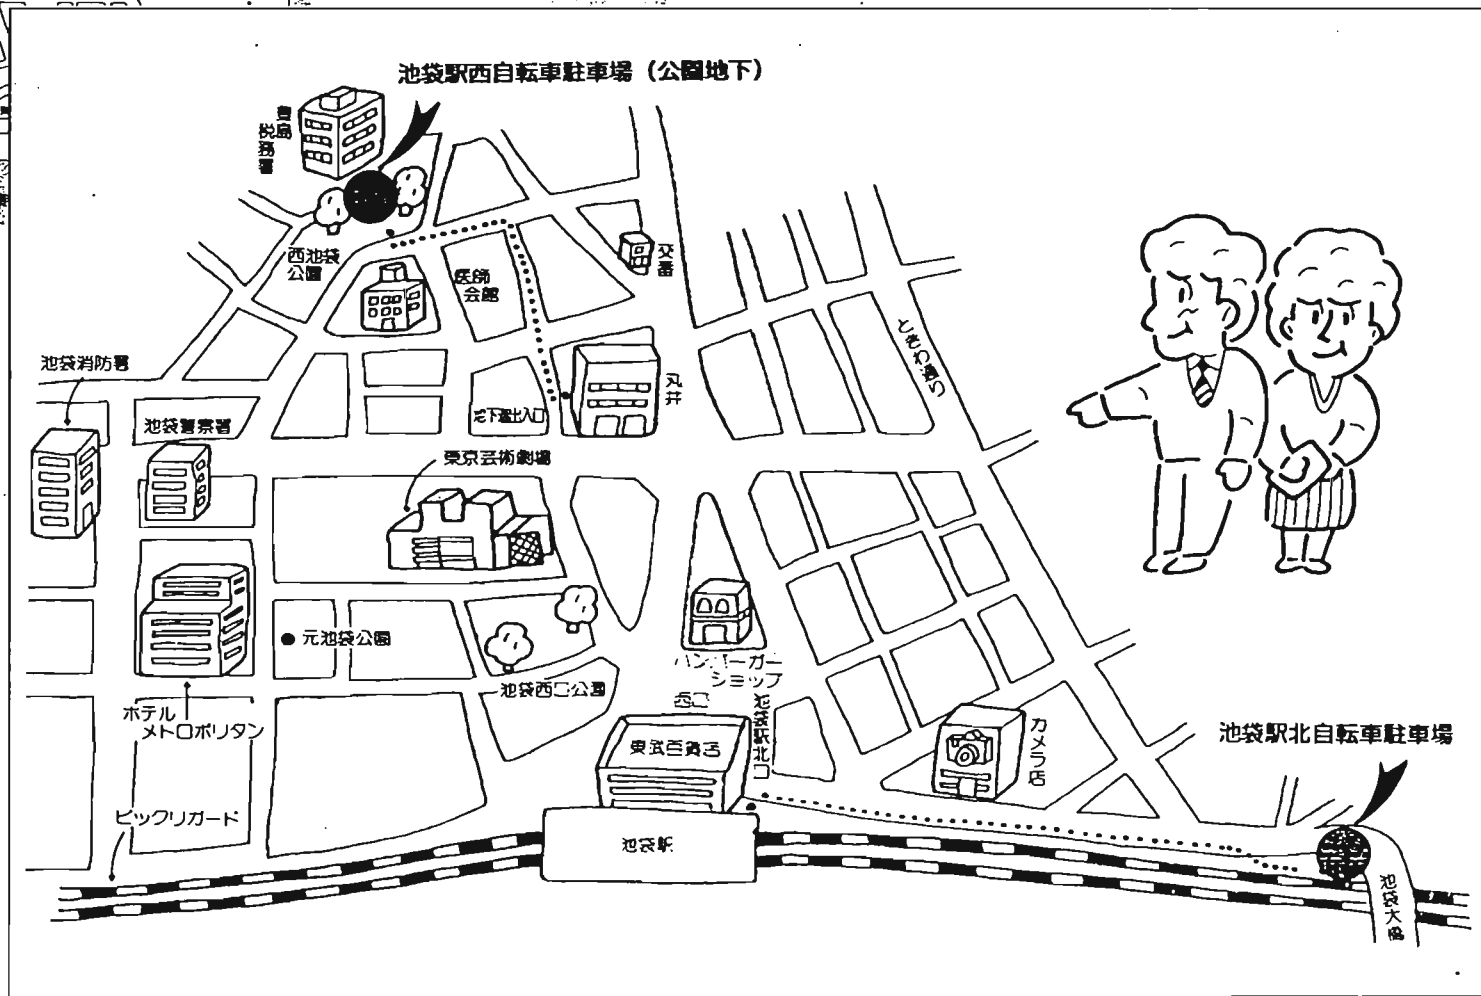 池袋駅西自転車駐車場（公園地下）
豊島
税務署
西池袋
公園
医師
会館
交番
ときわ通り
池袋消防署
池袋警察署
地下道出入口
丸井
東京芸術劇場
元池袋公園
池袋西口公園
ハンバーガー
ショップ
西口
池袋駅北口
ホテル
メトロポリタン
東武百貨店
カメラ店
池袋駅北自転車駐車場
ビックリガード
池袋駅
池袋大橋